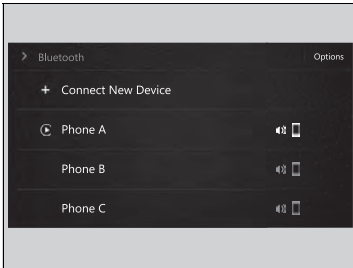 Bluetooth
Options
Connect New Device
Phone A
Phone B
Phone C